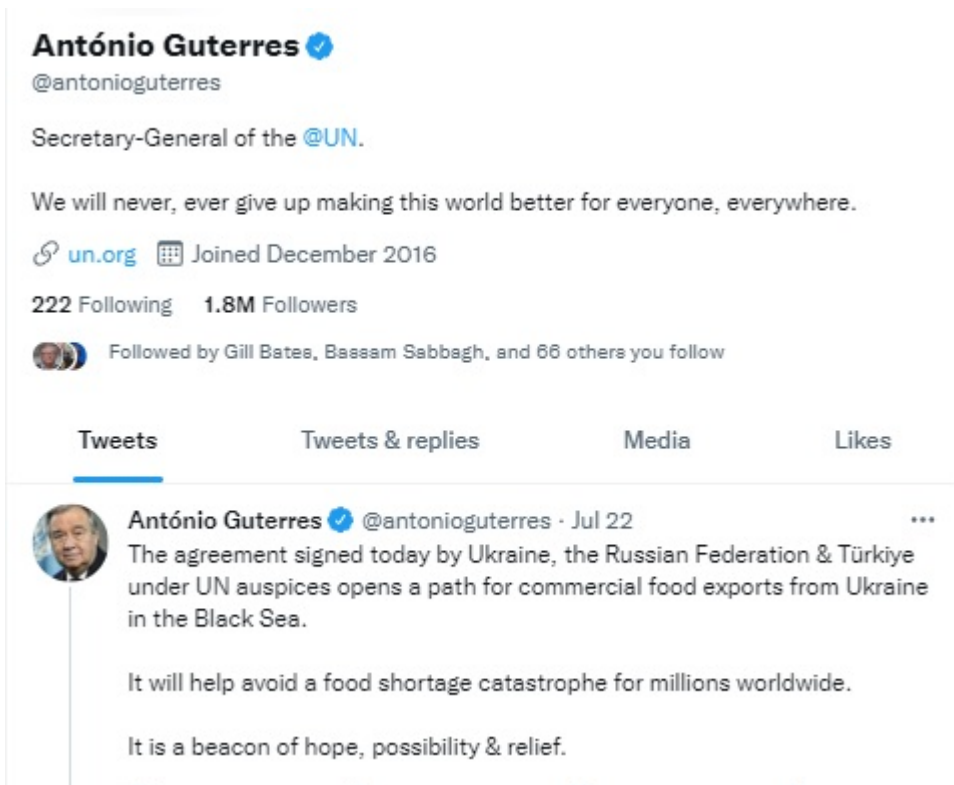 António Guterres
@antonioguterres
Secretary-General of the @UN.
We will never, ever give up making this world better for everyone, everywhere.
un.org Joined December 2016
222 Following 1.8M Followers
Followed by Gill Bates, Bassam Sabbagh, and 66 others you follow
Tweets Tweets & replies Media Likes
António Guterres @antonioguterres · Jul 22
The agreement signed today by Ukraine, the Russian Federation & Türkiye
under UN auspices opens a path for commercial food exports from Ukraine
in the Black Sea.
It will help avoid a food shortage catastrophe for millions worldwide.
It is a beacon of hope, possibility & relief.